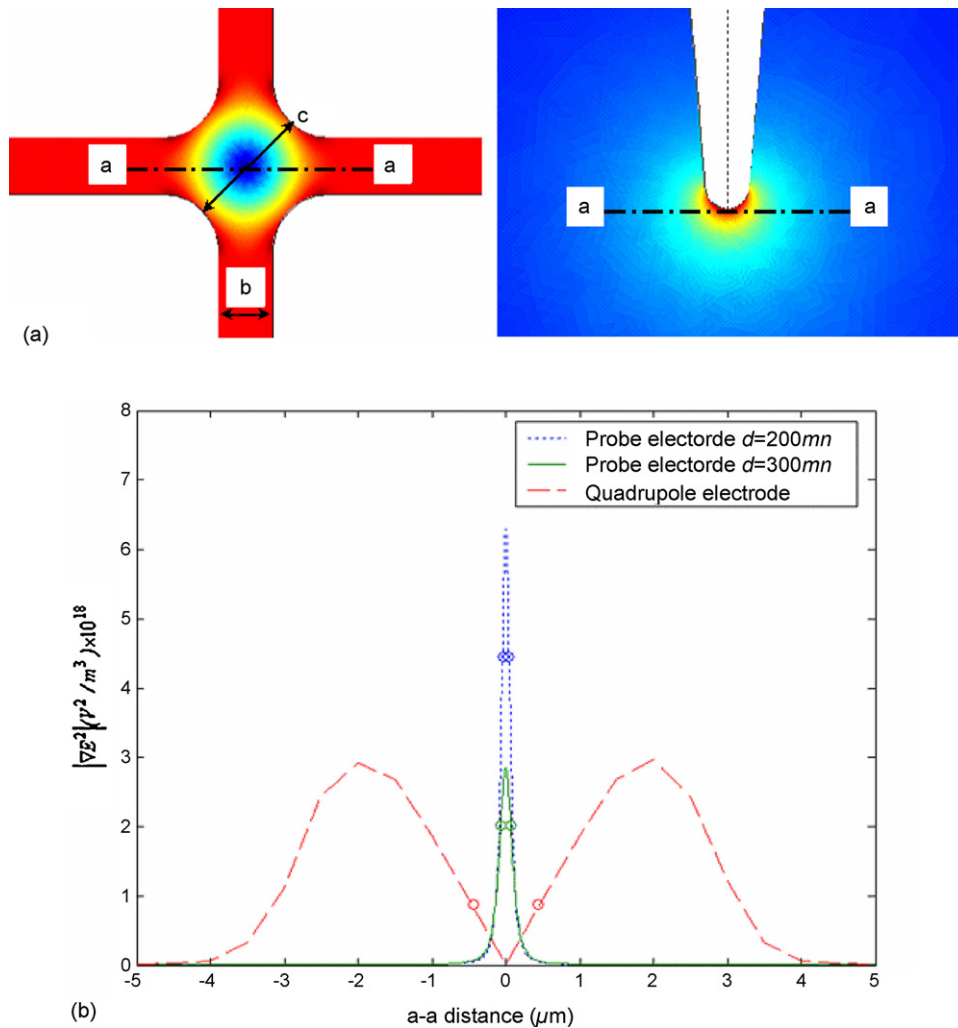 c
a a
b
a a
(a)
8
7
6
5
4
3
2
1
0
Probe electorde d=200mn
Probe electorde d=300mn
Quadrupole electrode
|∇E²|(V²/m³)×10¹⁸
-5 -4 -3 -2 -1 0 1 2 3 4 5
(b)
a-a distance (µm)